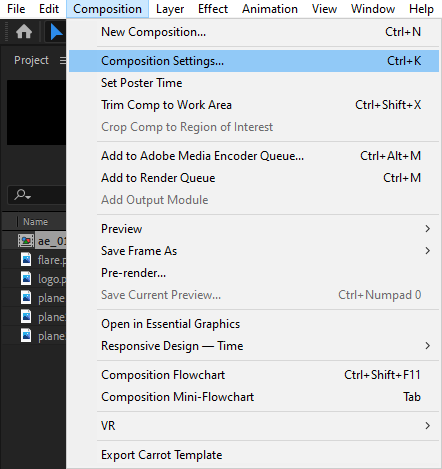 File Edit Composition Layer Effect Animation View Window Help
New Composition... Ctrl+N
Project
Composition Settings... Ctrl+K
Set Poster Time
Trim Comp to Work Area Ctrl+Shift+X
Crop Comp to Region of Interest
Add to Adobe Media Encoder Queue... Ctrl+Alt+M
Add to Render Queue Ctrl+M
Add Output Module
Name
Preview
ae_01
Save Frame As
flare.p
Pre-render...
logo.p
Save Current Preview... Ctrl+Numpad 0
plane
plane
Open in Essential Graphics
plane
Responsive Design — Time
Composition Flowchart Ctrl+Shift+F11
Composition Mini-Flowchart Tab
VR
Export Carrot Template